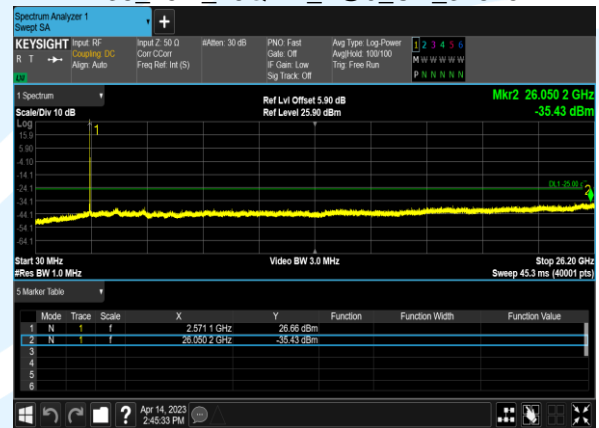 Spectrum Analyzer 1
Swept SA
+
KEYSIGHT Input: RF Input Z: 50 Ω #Atten: 30 dB PNO: Fast Avg Type: Log-Power 1 2 3 4 5 6
R T Coupling: DC Corr CCorr Gate: Off Avg|Hold: 100/100 M W W W W W
Align: Auto Freq Ref: Int (S) IF Gain: Low Trig: Free Run
Sig Track: Off P N N N N N
1 Spectrum Ref Lvl Offset 5.90 dB Mkr2 26.050 2 GHz
Scale/Div 10 dB Ref Level 25.90 dBm -35.43 dBm
Log
15.9 1
5.90
-4.10
-14.1
-24.1 DL1 -25.00
-34.1 2
-44.1
-54.1
-64.1
Start 30 MHz Video BW 3.0 MHz Stop 26.20 GHz
#Res BW 1.0 MHz Sweep 45.3 ms (40001 pts)
5 Marker Table
Mode Trace Scale X Y Function Function Width Function Value
1 N 1 f 2.571 1 GHz 26.66 dBm
2 N 1 f 26.050 2 GHz -35.43 dBm
3
4
5
6
? Apr 14, 2023
2:45:33 PM